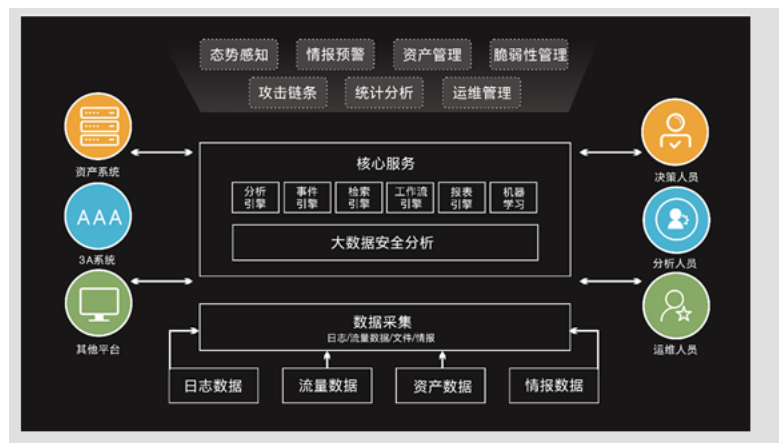 态势感知 情报预警 资产管理 脆弱性管理
攻击链条 统计分析 运维管理
资产系统
AAA
3A系统
其他平台
核心服务
分析
引擎
事件
引擎
检索
引擎
工作流
引擎
报表
引擎
机器
学习
大数据安全分析
数据采集
日志/流量数据/文件/情报
日志数据 流量数据 资产数据 情报数据
决策人员
分析人员
运维人员